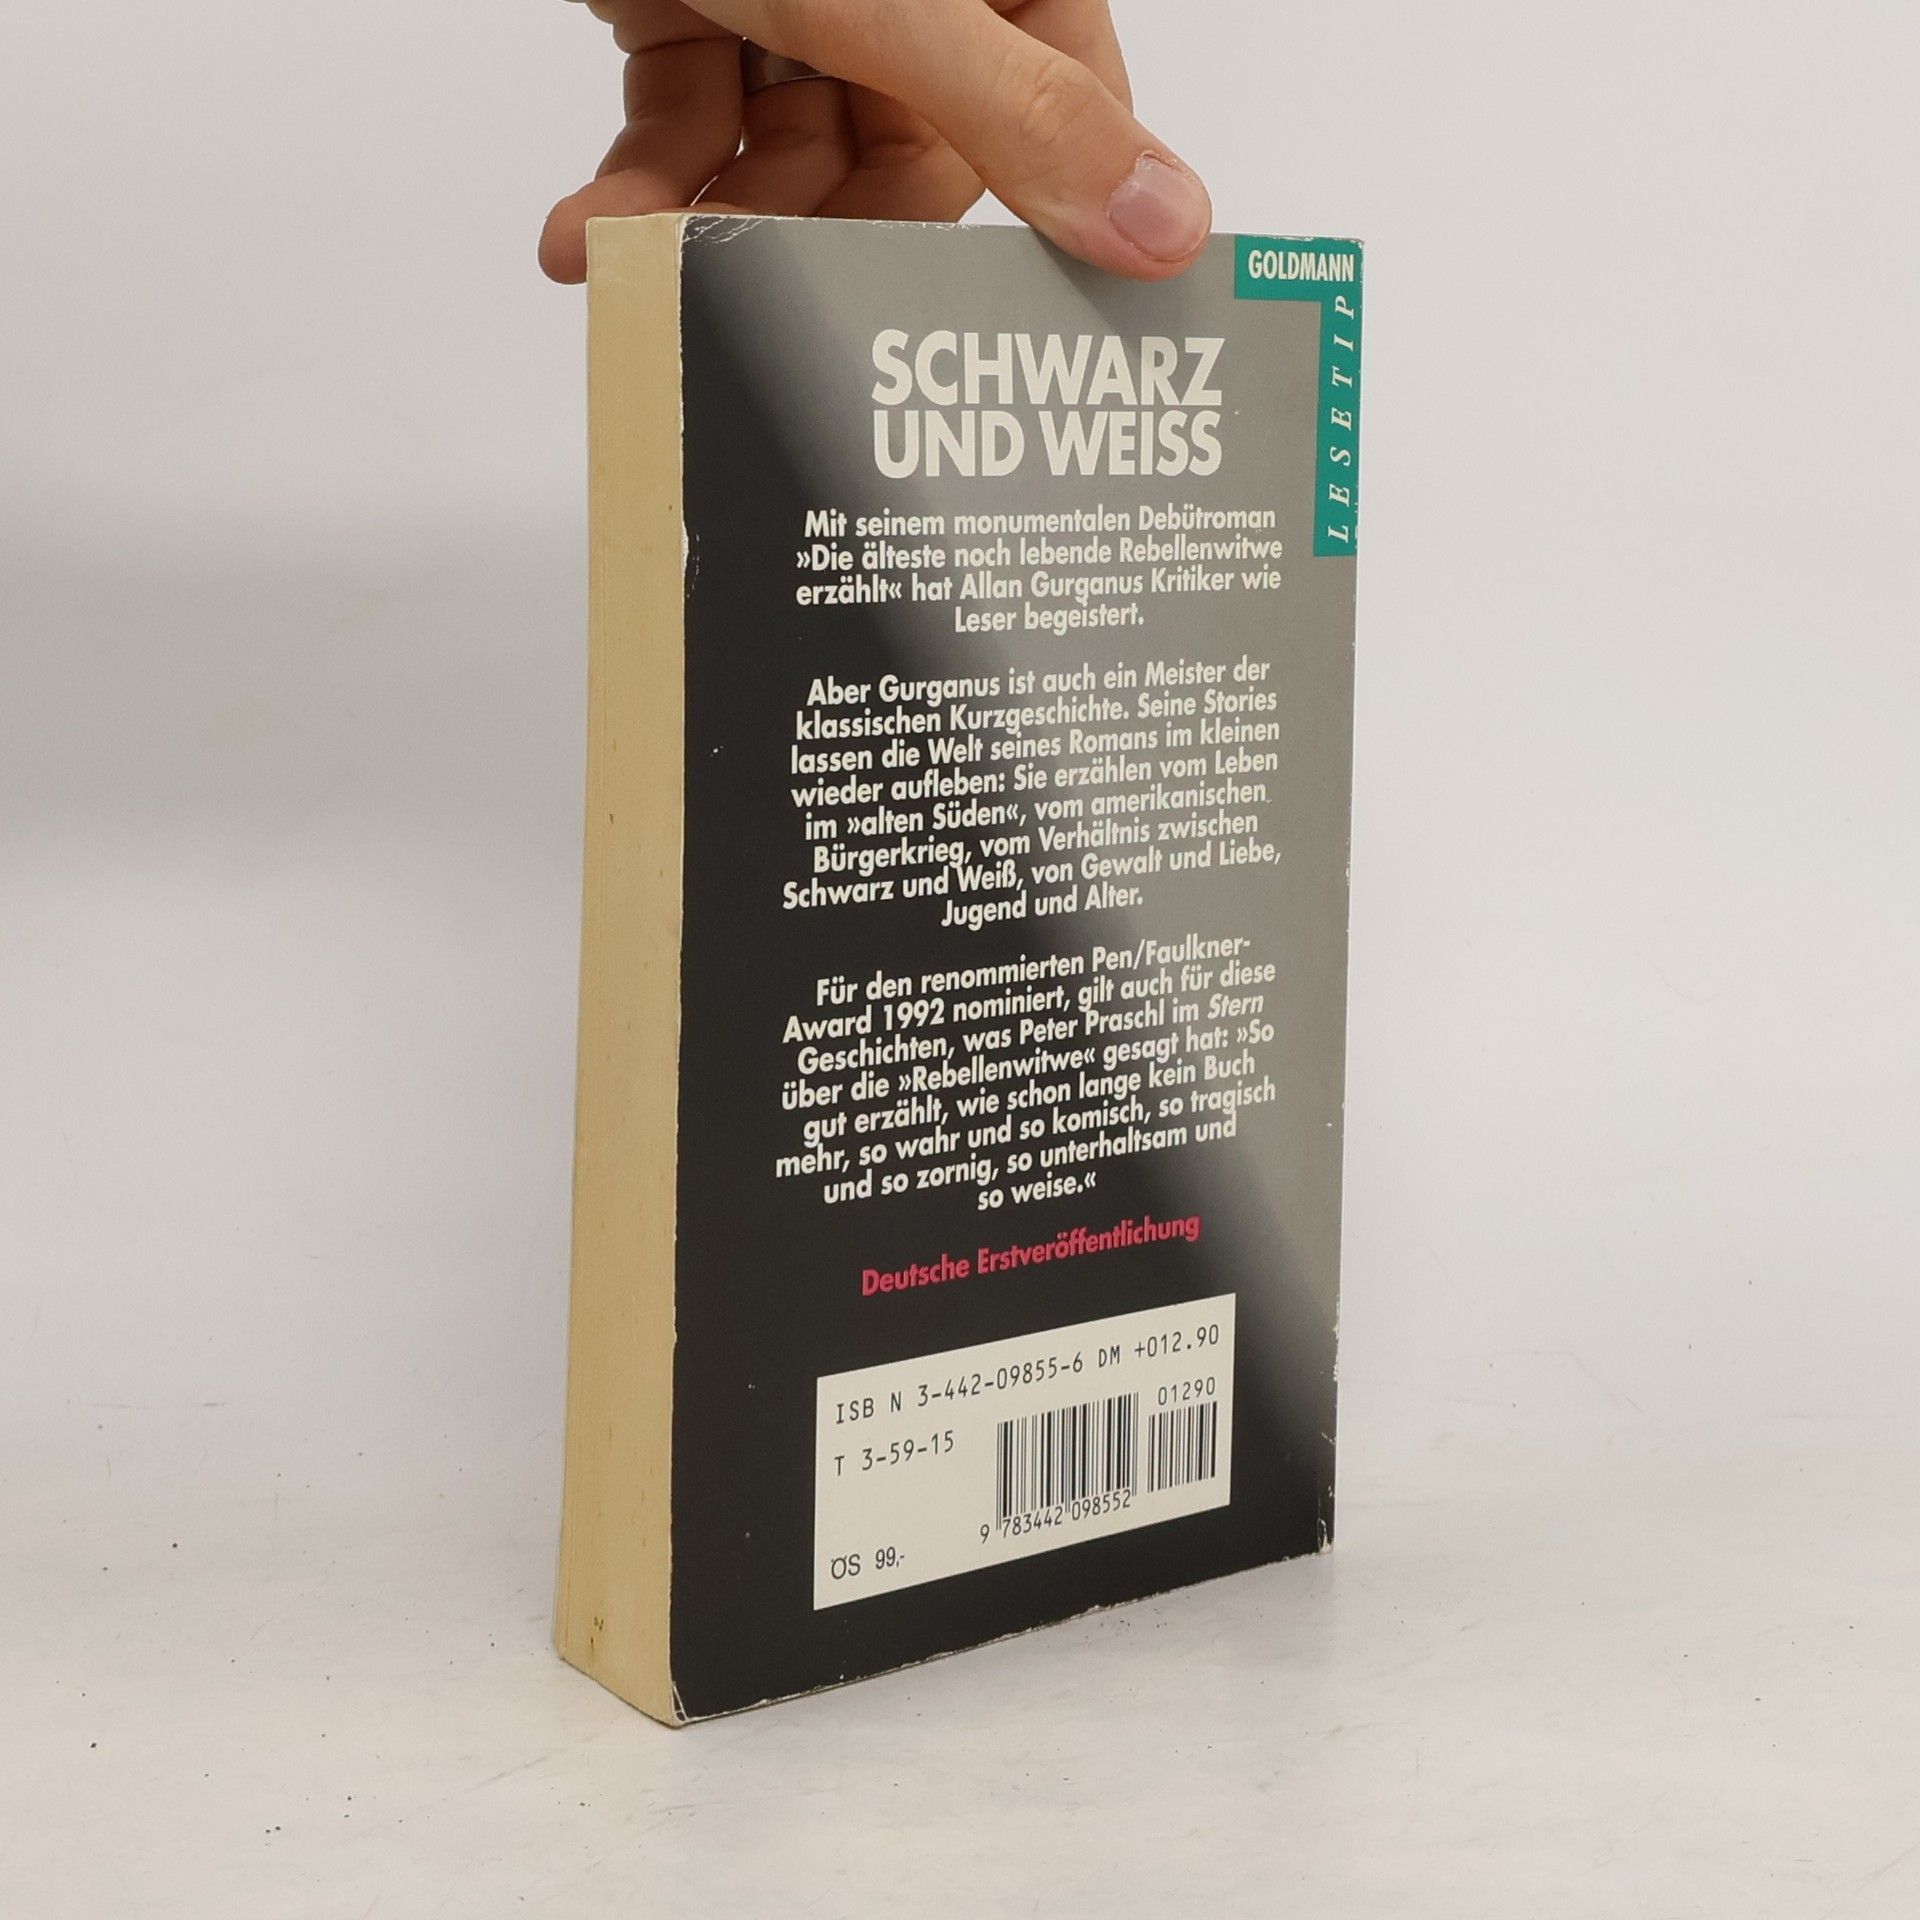 GOLDMANN
LESETIP
SCHWARZ
UND WEISS
Mit seinem monumentalen Debütroman
»Die älteste noch lebende Rebellenwitwe
erzählt« hat Allan Gurganus Kritiker wie
Leser begeistert.
Aber Gurganus ist auch ein Meister der
klassischen Kurzgeschichte. Seine Stories
lassen die Welt seines Romans im kleinen
wieder aufleben: Sie erzählen vom Leben
im »alten Süden«, vom amerikanischen
Bürgerkrieg, vom Verhältnis zwischen
Schwarz und Weiß, von Gewalt und Liebe,
Jugend und Alter.
Für den renommierten Pen/Faulkner-
Award 1992 nominiert, gilt auch für diese
Geschichten, was Peter Praschl im Stern
über die »Rebellenwitwe« gesagt hat: »So
gut erzählt, wie schon lange kein Buch
mehr, so wahr und so komisch, so tragisch
und so zornig, so unterhaltsam und
so weise.«
Deutsche Erstveröffentlichung
ISB N 3-442-09855-6 DM +012.90
01290
T 3-59-15
9 783442 098552
ÖS 99,-